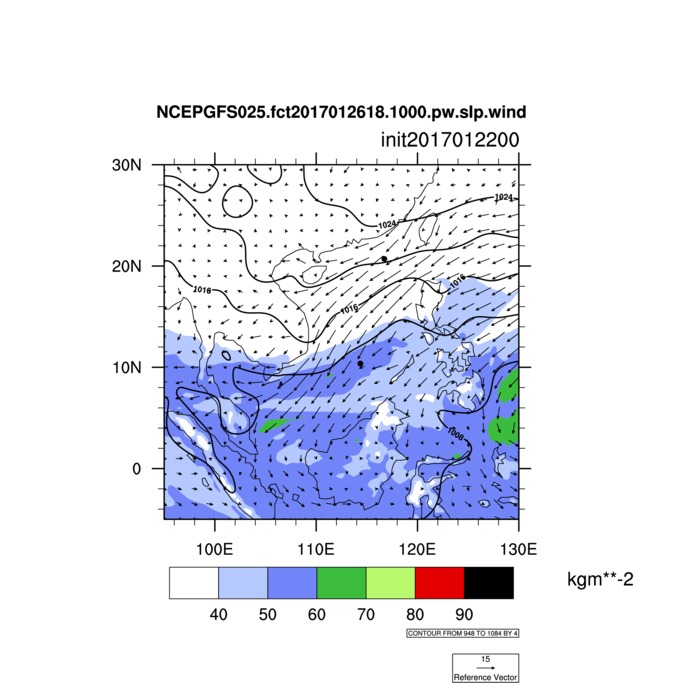 NCEPGFS025.fct2017012618.1000.pw.slp.wind
init2017012200
30N
1024
1024
20N
1016
1016
1016
10N
1008
0
100E 110E 120E 130E
kgm**-2
40 50 60 70 80 90
CONTOUR FROM 948 TO 1084 BY 4
15
Reference Vector